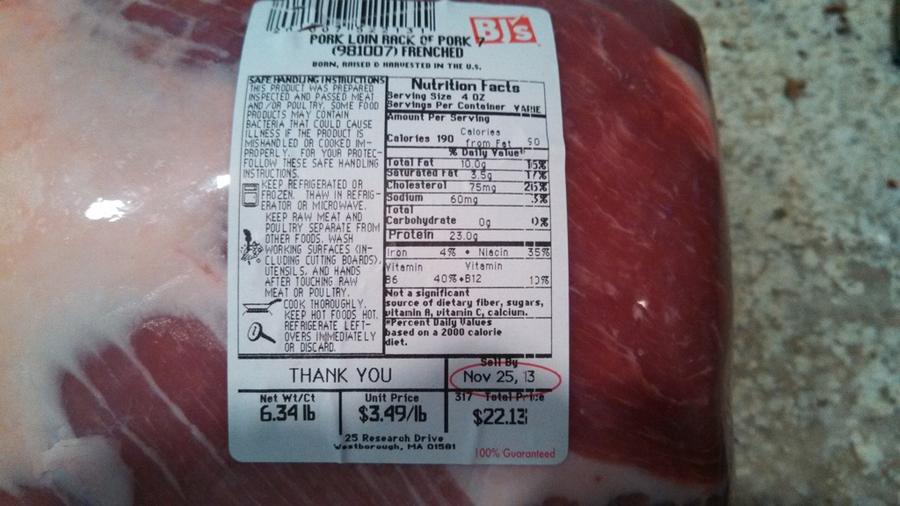 BJ's
PORK LOIN RACK OF PORK 7
(981007) FRENCHED
BORN, RAISED & HARVESTED IN THE U.S.
SAFE HANDLING INSTRUCTIONS
THIS PRODUCT WAS PREPARED
INSPECTED AND PASSED MEAT
AND/OR POULTRY. SOME FOOD
PRODUCTS MAY CONTAIN
BACTERIA THAT COULD CAUSE
ILLNESS IF THE PRODUCT IS
MISHANDLED OR COOKED IM-
PROPERLY. FOR YOUR PROTEC-
FOLLOW THESE SAFE HANDLING
INSTRUCTIONS.
KEEP REFRIGERATED OR
FROZEN. THAW IN REFRIG-
ERATOR OR MICROWAVE.
KEEP RAW MEAT AND
POULTRY SEPARATE FROM
OTHER FOODS. WASH
WORKING SURFACES (IN-
CLUDING CUTTING BOARDS),
UTENSILS, AND HANDS
AFTER TOUCHING RAW
MEAT OR POULTRY.
COOK THOROUGHLY.
KEEP HOT FOODS HOT.
REFRIGERATE LEFT-
OVERS IMMEDIATELY
OR DISCARD.
Nutrition Facts
Serving Size 4 OZ
Servings Per Container VARIE
Amount Per Serving
Calories 190 Calories from Fat 90
% Daily Value*
Total Fat 10.0g 15%
Saturated Fat 3.5g 17%
Cholesterol 75mg 26%
Sodium 60mg 3%
Total
Carbohydrate 0g 0%
Protein 23.0g
Iron 4% • Niacin 35%
Vitamin B6 40% • Vitamin B12 10%
Not a significant
source of dietary fiber, sugars,
vitamin A, vitamin C, calcium.
*Percent Daily Values
based on a 2000 calorie
diet.
THANK YOU
Sell By
Nov 25, 13
Net Wt/Ct
6.34 lb
Unit Price
$3.49/lb
317 Total Price
$22.13
25 Research Drive
Westborough, MA 01581
100% Guaranteed